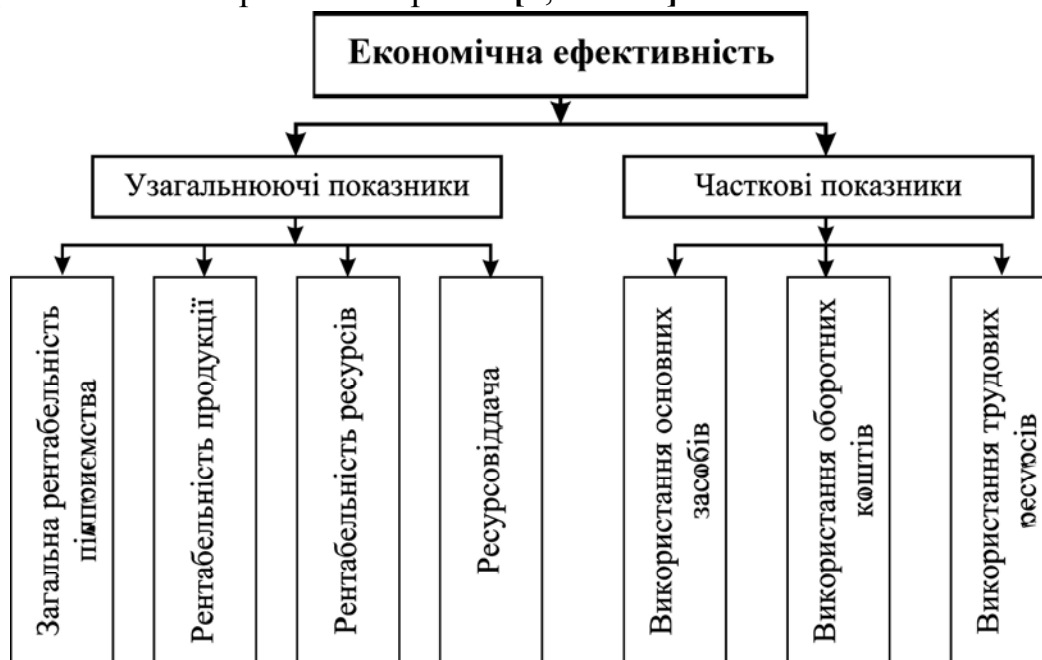 Економічна ефективність
Узагальнюючі показники
Часткові показники
Загальна рентабельність
підприємства
Рентабельність продукції
Рентабельність ресурсів
Ресурсовіддача
Використання основних
засобів
Використання оборотних
коштів
Використання трудових
ресурсів